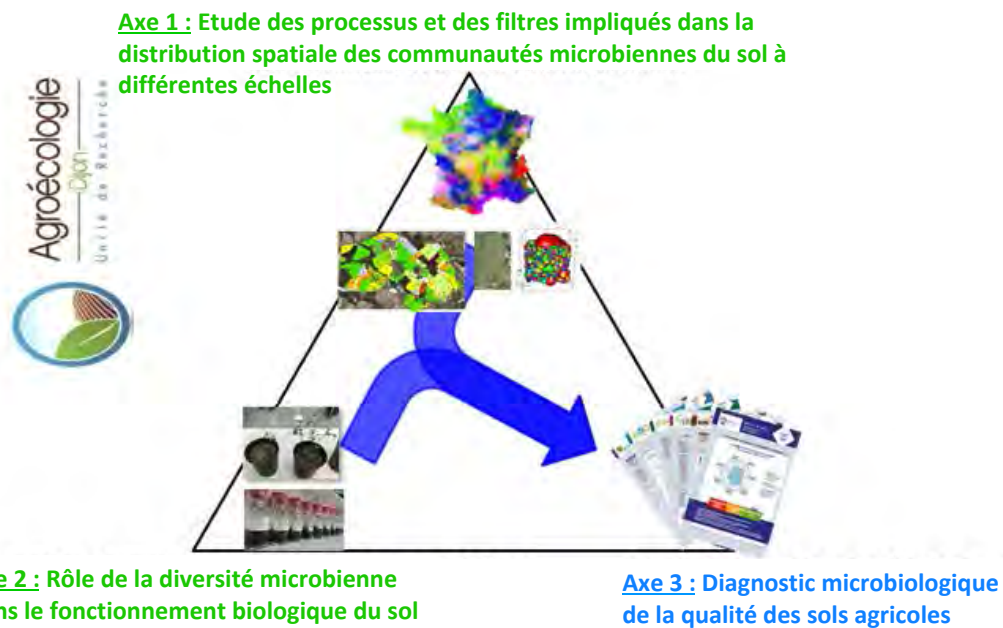 Axe 1 : Etude des processus et des filtres impliqués dans la
distribution spatiale des communautés microbiennes du sol à
différentes échelles
Agroécologie
Dijon
Unité de Recherche
e 2 : Rôle de la diversité microbienne
ns le fonctionnement biologique du sol
Axe 3 : Diagnostic microbiologique
de la qualité des sols agricoles